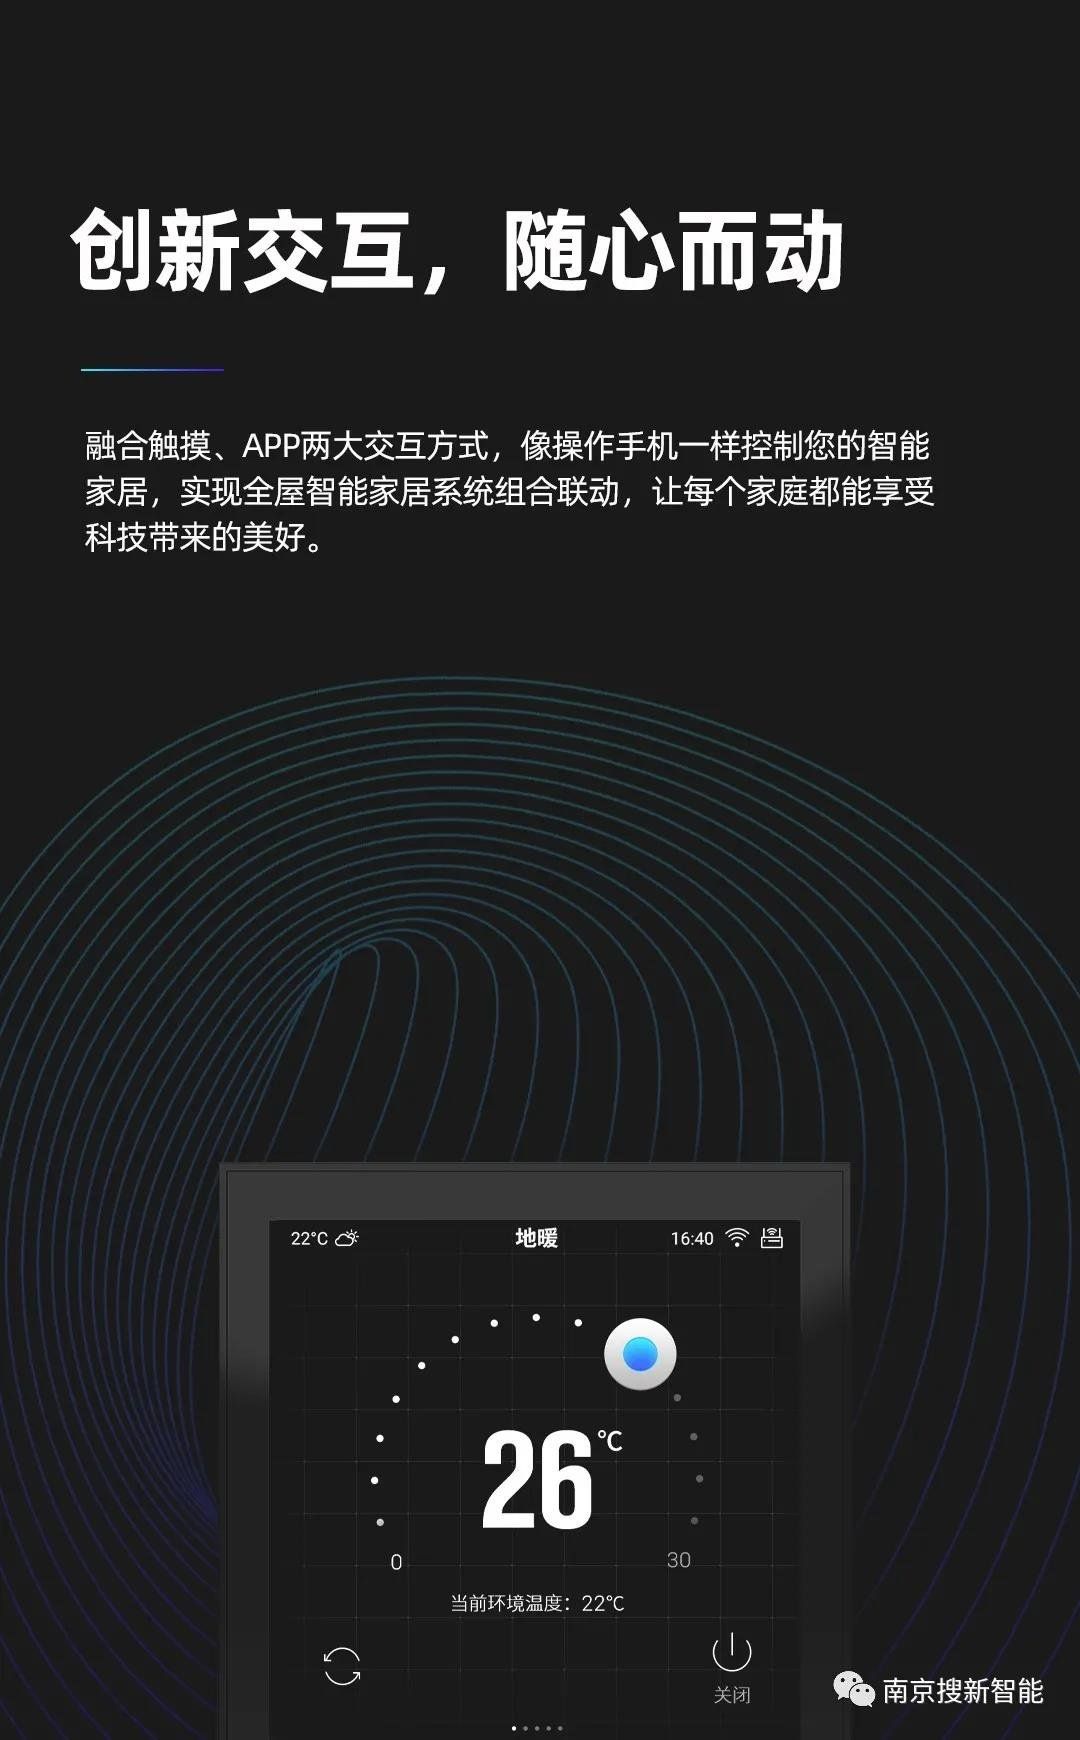 创新交互，随心而动
融合触摸、APP两大交互方式，像操作手机一样控制您的智能
家居，实现全屋智能家居系统组合联动，让每个家庭都能享受
科技带来的美好。
22°C 地暖 16:40
26°C
0 30
当前环境温度：22℃
关闭
南京搜新智能